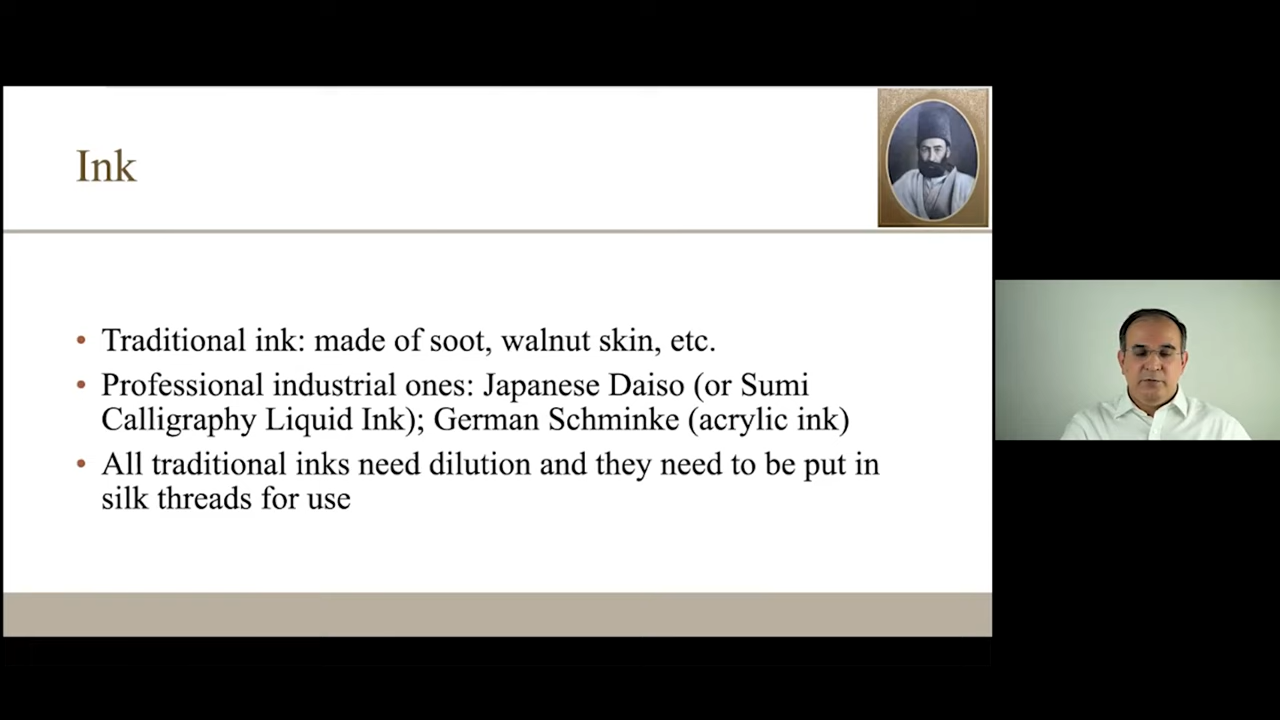 Ink
• Traditional ink: made of soot, walnut skin, etc.
• Professional industrial ones: Japanese Daiso (or Sumi
Calligraphy Liquid Ink); German Schminke (acrylic ink)
• All traditional inks need dilution and they need to be put in
silk threads for use